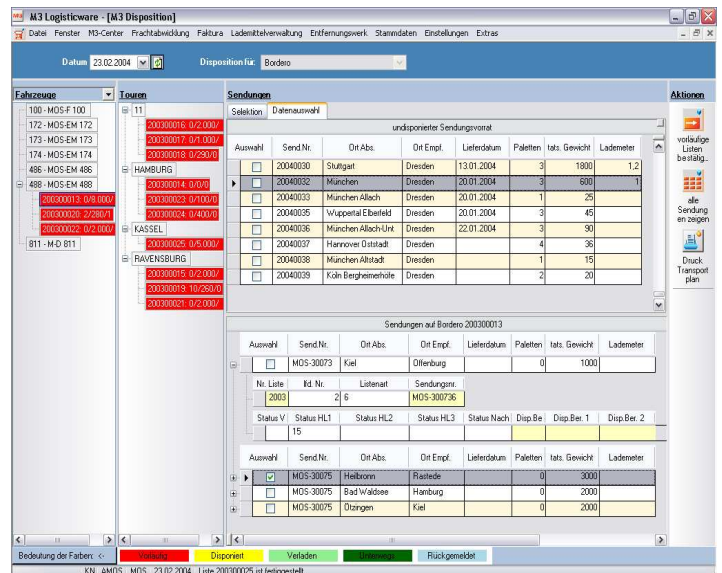 M3 Logisticware - [M3 Disposition]
Datei Fenster M3-Center Frachtabwicklung Faktura Lademittelverwaltung Entfernungswerk Stammdaten Einstellungen Extras
Datum 23.02.2004 Disposition für: Bordero
Fahrzeuge
100 - MOS-F 100
172 - MOS-EM 172
173 - MOS-EM 173
174 - MOS-EM 174
486 - MOS-EM 486
488 - MOS-EM 488
200300013: 0/8.000/
200300020: 2/280/1
200300022: 0/2.000/
811 - M-D 811
Touren
11
200300016: 0/2.000/
200300017: 0/1.000/
200300018: 0/290/0
HAMBURG
200300014: 0/0/0
200300023: 0/100/0
200300024: 0/400/0
KASSEL
200300025: 0/5.000/
RAVENSBURG
200300015: 0/2.000/
200300019: 10/260/0
200300021: 0/2.000/
Sendungen
Selektion Datenauswahl
undisponierter Sendungsvorrat
Auswahl Send.Nr. Ort Abs. Ort Empf. Lieferdatum Paletten tats. Gewicht Lademeter
20040030 Stuttgart Dresden 13.01.2004 3 1800 1,2
20040032 München Dresden 20.01.2004 3 600 1
20040033 München Allach Dresden 20.01.2004 1 25
20040035 Wuppertal Elberfeld Dresden 20.01.2004 3 45
20040036 München Allach-Unt Dresden 22.01.2004 3 90
20040037 Hannover Oststadt Dresden 4 36
20040038 München Altstadt Dresden 1 15
20040039 Köln Bergheimerhöfe Dresden 2 20
Sendungen auf Bordero 200300013
Auswahl Send.Nr. Ort Abs. Ort Empf. Lieferdatum Paletten tats. Gewicht Lademeter
MOS-30073 Kiel Offenburg 0 1000
Nr. Liste lfd. Nr. Listenart Sendungsnr.
2003 2 6 MOS-300736
Status V Status HL1 Status HL2 Status HL3 Status Nach Disp.Be Disp.Ber. 1 Disp.Ber. 2
15
Auswahl Send.Nr. Ort Abs. Ort Empf. Lieferdatum Paletten tats. Gewicht Lademeter
MOS-30075 Heilbronn Rastede 0 3000
MOS-30075 Bad Waldsee Hamburg 0 2000
MOS-30075 Ötzingen Kiel 0 2000
Aktionen
vorläufige
Listen
bestätig...
alle
Sendung
en zeigen
Druck
Transport
plan
Bedeutung der Farben: <- Vorläufig Disponiert Verladen Unterwegs Rückgemeldet
KN AMOS MOS 23.02.2004 Liste 200300025 ist fertiggestellt